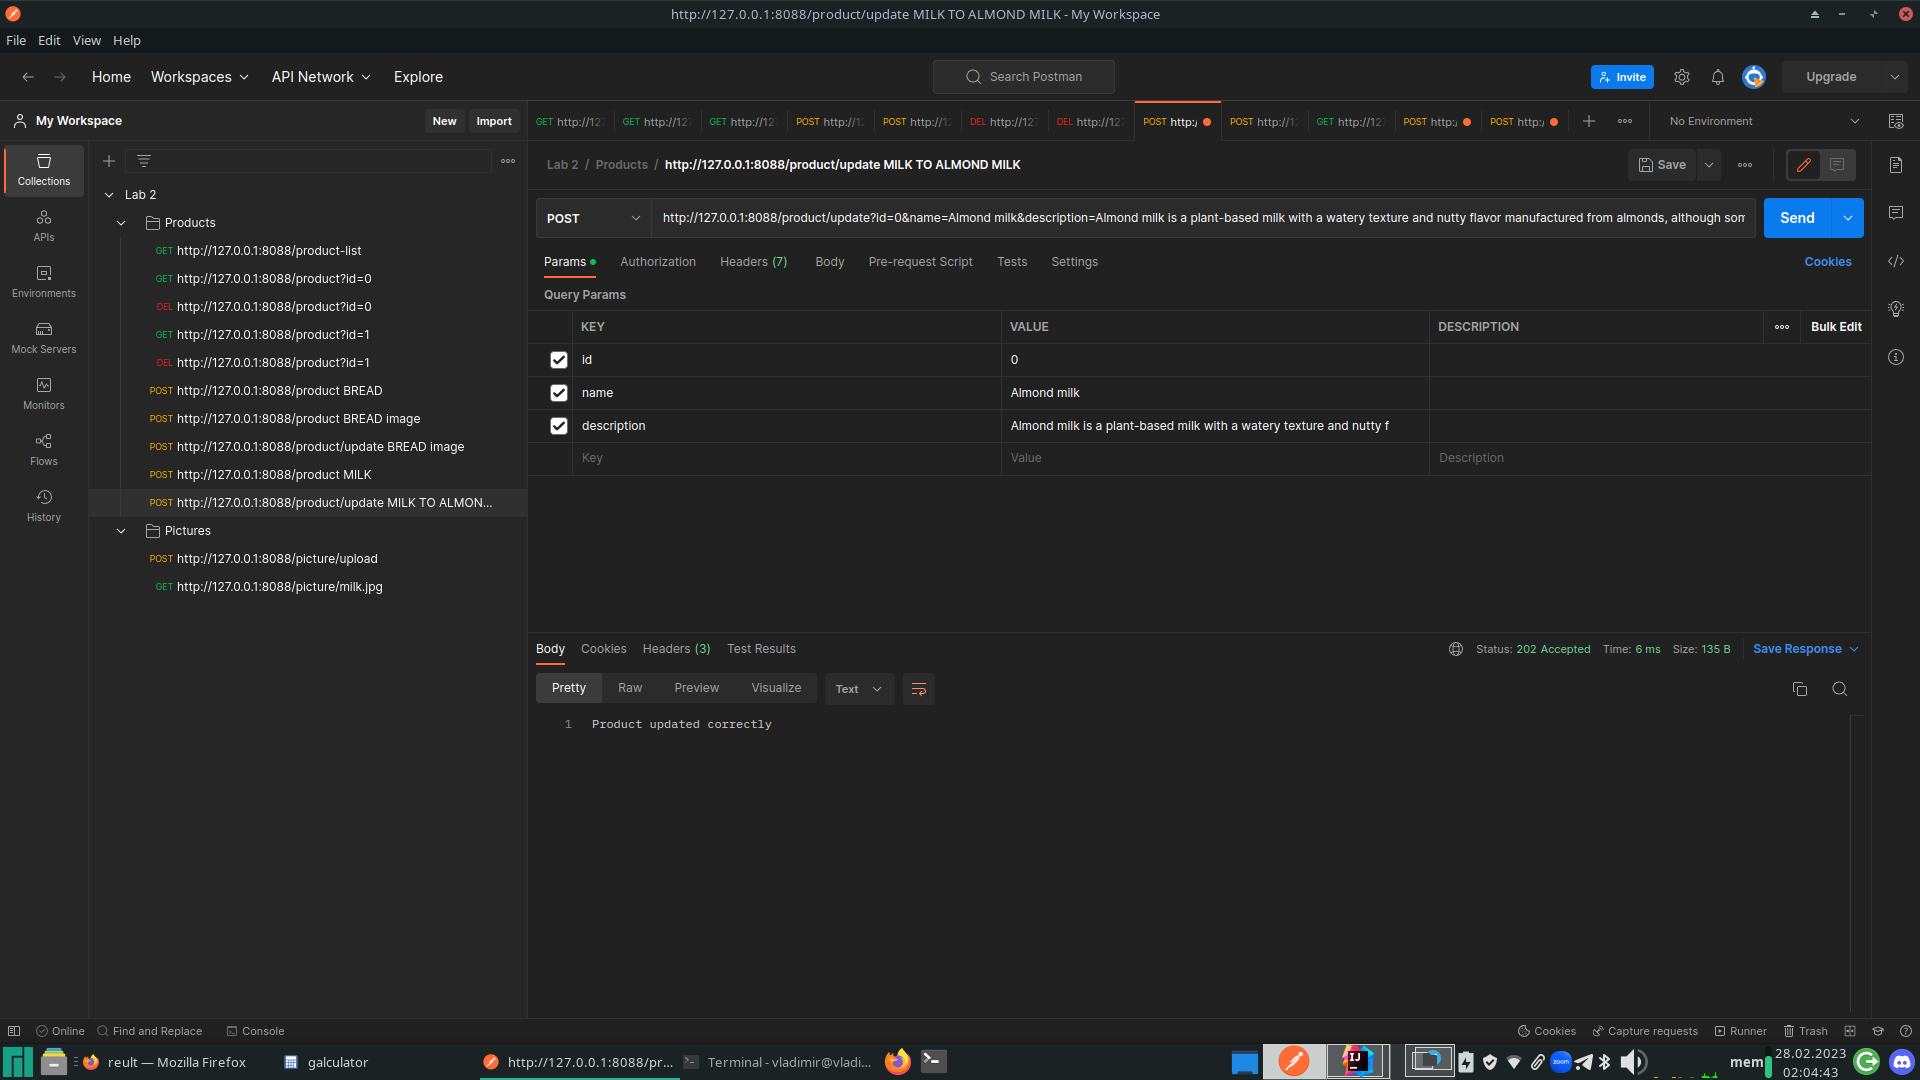 http://127.0.0.1:8088/product/update MILK TO ALMOND MILK - My Workspace
File Edit View Help
Home Workspaces API Network Explore
Search Postman
Invite
Upgrade
My Workspace
New Import
GET http://127
GET http://127
GET http://127
POST http://1
POST http://1
DEL http://127
DEL http://127
POST http:/
POST http://1
GET http://127
POST http:/
POST http:/
No Environment
Collections
APIs
Environments
Mock Servers
Monitors
Flows
History
Lab 2
Products
GET http://127.0.0.1:8088/product-list
GET http://127.0.0.1:8088/product?id=0
DEL http://127.0.0.1:8088/product?id=0
GET http://127.0.0.1:8088/product?id=1
DEL http://127.0.0.1:8088/product?id=1
POST http://127.0.0.1:8088/product BREAD
POST http://127.0.0.1:8088/product BREAD image
POST http://127.0.0.1:8088/product/update BREAD image
POST http://127.0.0.1:8088/product MILK
POST http://127.0.0.1:8088/product/update MILK TO ALMON...
Pictures
POST http://127.0.0.1:8088/picture/upload
GET http://127.0.0.1:8088/picture/milk.jpg
Lab 2 / Products / http://127.0.0.1:8088/product/update MILK TO ALMOND MILK
Save
POST
http://127.0.0.1:8088/product/update?id=0&name=Almond milk&description=Almond milk is a plant-based milk with a watery texture and nutty flavor manufactured from almonds, although som
Send
Params Authorization Headers (7) Body Pre-request Script Tests Settings
Cookies
Query Params
KEY VALUE DESCRIPTION Bulk Edit
id 0
name Almond milk
description Almond milk is a plant-based milk with a watery texture and nutty f
Key Value Description
Body Cookies Headers (3) Test Results
Status: 202 Accepted Time: 6 ms Size: 135 B Save Response
Pretty Raw Preview Visualize Text
1 Product updated correctly
Online Find and Replace Console
Cookies Capture requests Runner Trash
reult — Mozilla Firefox
galculator
http://127.0.0.1:8088/pr...
Terminal - vladimir@vladi...
IJ
zoom
mem
28.02.2023
02:04:43